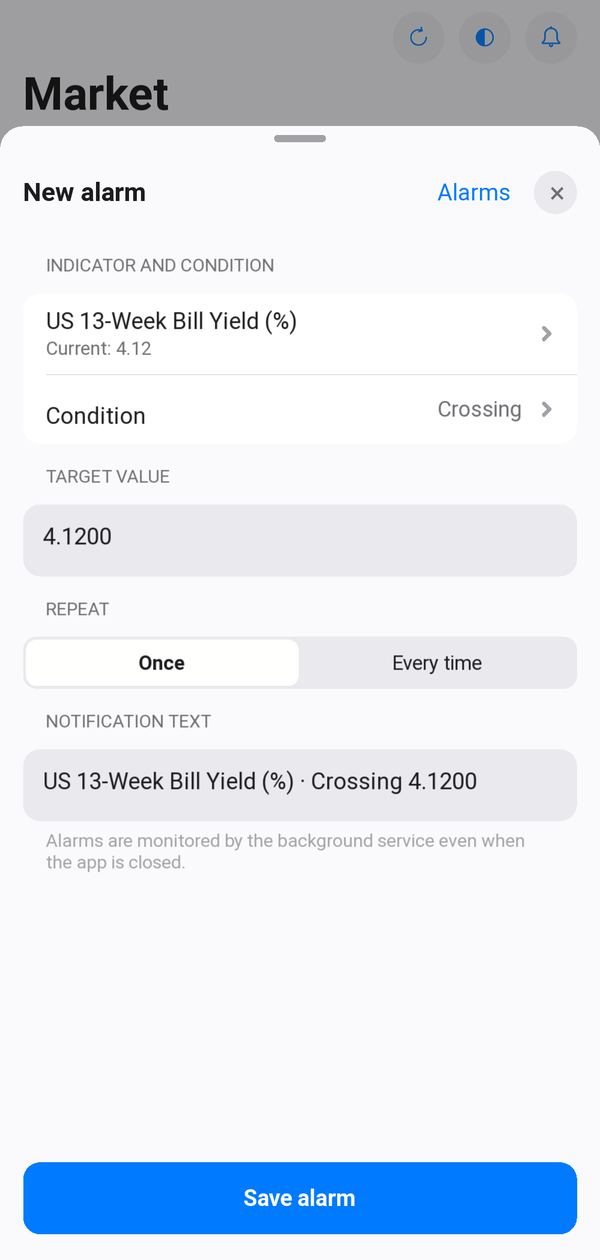 Market
New alarm
Alarms
INDICATOR AND CONDITION
US 13-Week Bill Yield (%)
Current: 4.12
Condition
Crossing
TARGET VALUE
4.1200
REPEAT
Once
Every time
NOTIFICATION TEXT
US 13-Week Bill Yield (%) · Crossing 4.1200
Alarms are monitored by the background service even when
the app is closed.
Save alarm